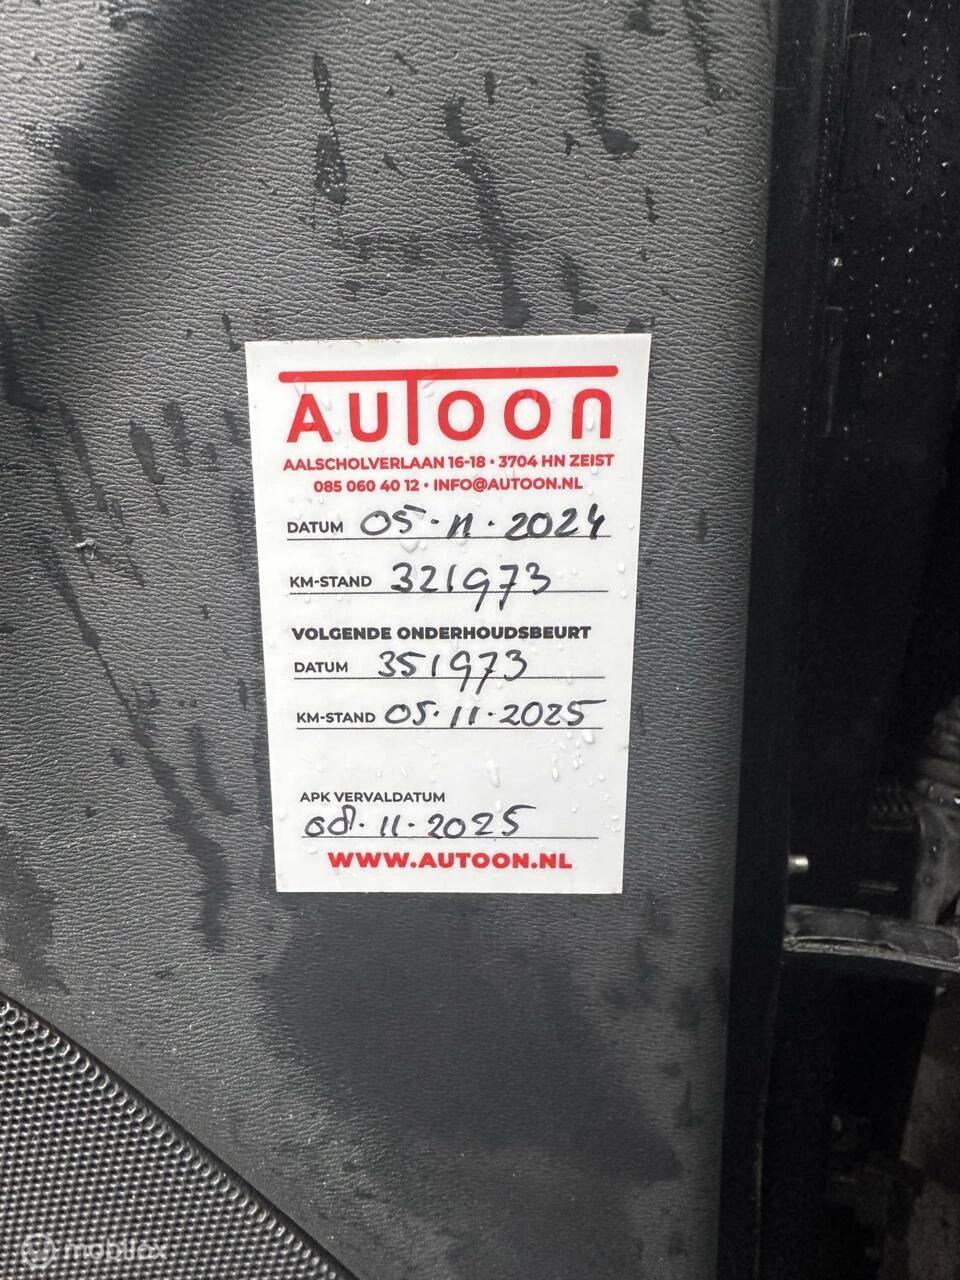 AUTOON
AALSCHOLVERLAAN 16-18 • 3704 HN ZEIST
085 060 40 12 • INFO@AUTOON.NL
DATUM 05-11-2024
KM-STAND 321973
VOLGENDE ONDERHOUDSBEURT
DATUM 351973
KM-STAND 05-11-2025
APK VERVALDATUM
08-11-2025
WWW.AUTOON.NL
mobilox